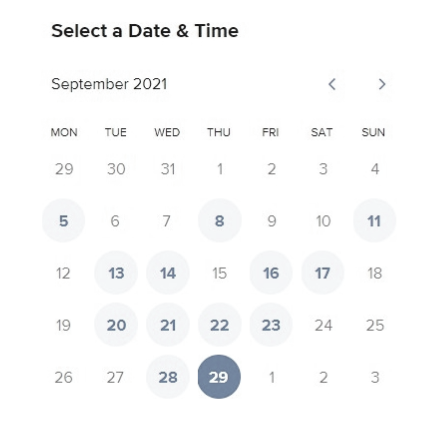 Select a Date & Time
September 2021
MON TUE WED THU FRI SAT SUN
29 30 31 1 2 3 4
5 6 7 8 9 10 11
12 13 14 15 16 17 18
19 20 21 22 23 24 25
26 27 28 29 1 2 3